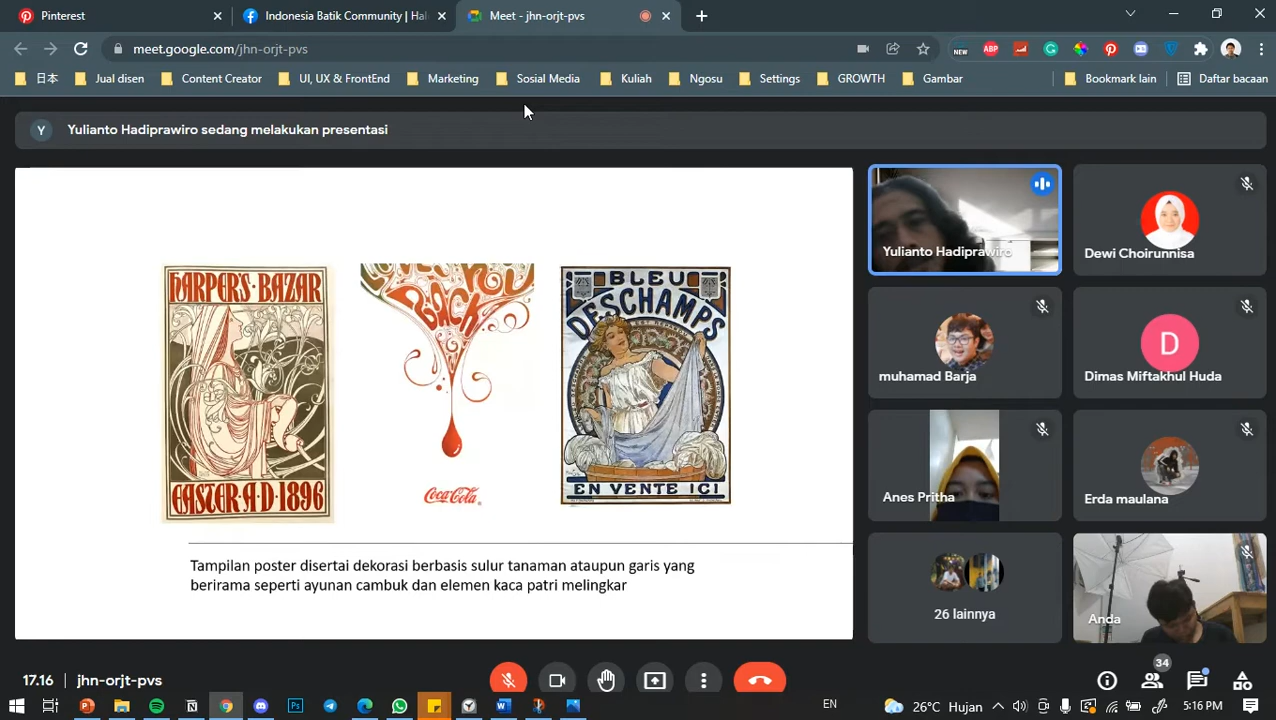 Pinterest
Indonesia Batik Community | Hal
Meet - jhn-orjt-pvs
meet.google.com/jhn-orjt-pvs
NEW
ABP
日本
Jual disen
Content Creator
UI, UX & FrontEnd
Marketing
Sosial Media
Kuliah
Ngosu
Settings
GROWTH
Gambar
Bookmark lain
Daftar bacaan
Y
Yulianto Hadiprawiro sedang melakukan presentasi
HARPER'S·BAZAR
EASTER A·D·1896
LOVES YOU
BACK
Coca-Cola
BLEU
DESCHAMPS
EN VENTE ICI
Tampilan poster disertai dekorasi berbasis sulur tanaman ataupun garis yang
berirama seperti ayunan cambuk dan elemen kaca patri melingkar
Yulianto Hadiprawiro
Dewi Choirunnisa
muhamad Barja
D
Dimas Miftakhul Huda
Anes Pritha
Erda maulana
26 lainnya
Anda
17.16
jhn-orjt-pvs
34
EN
26°C Hujan
5:16 PM